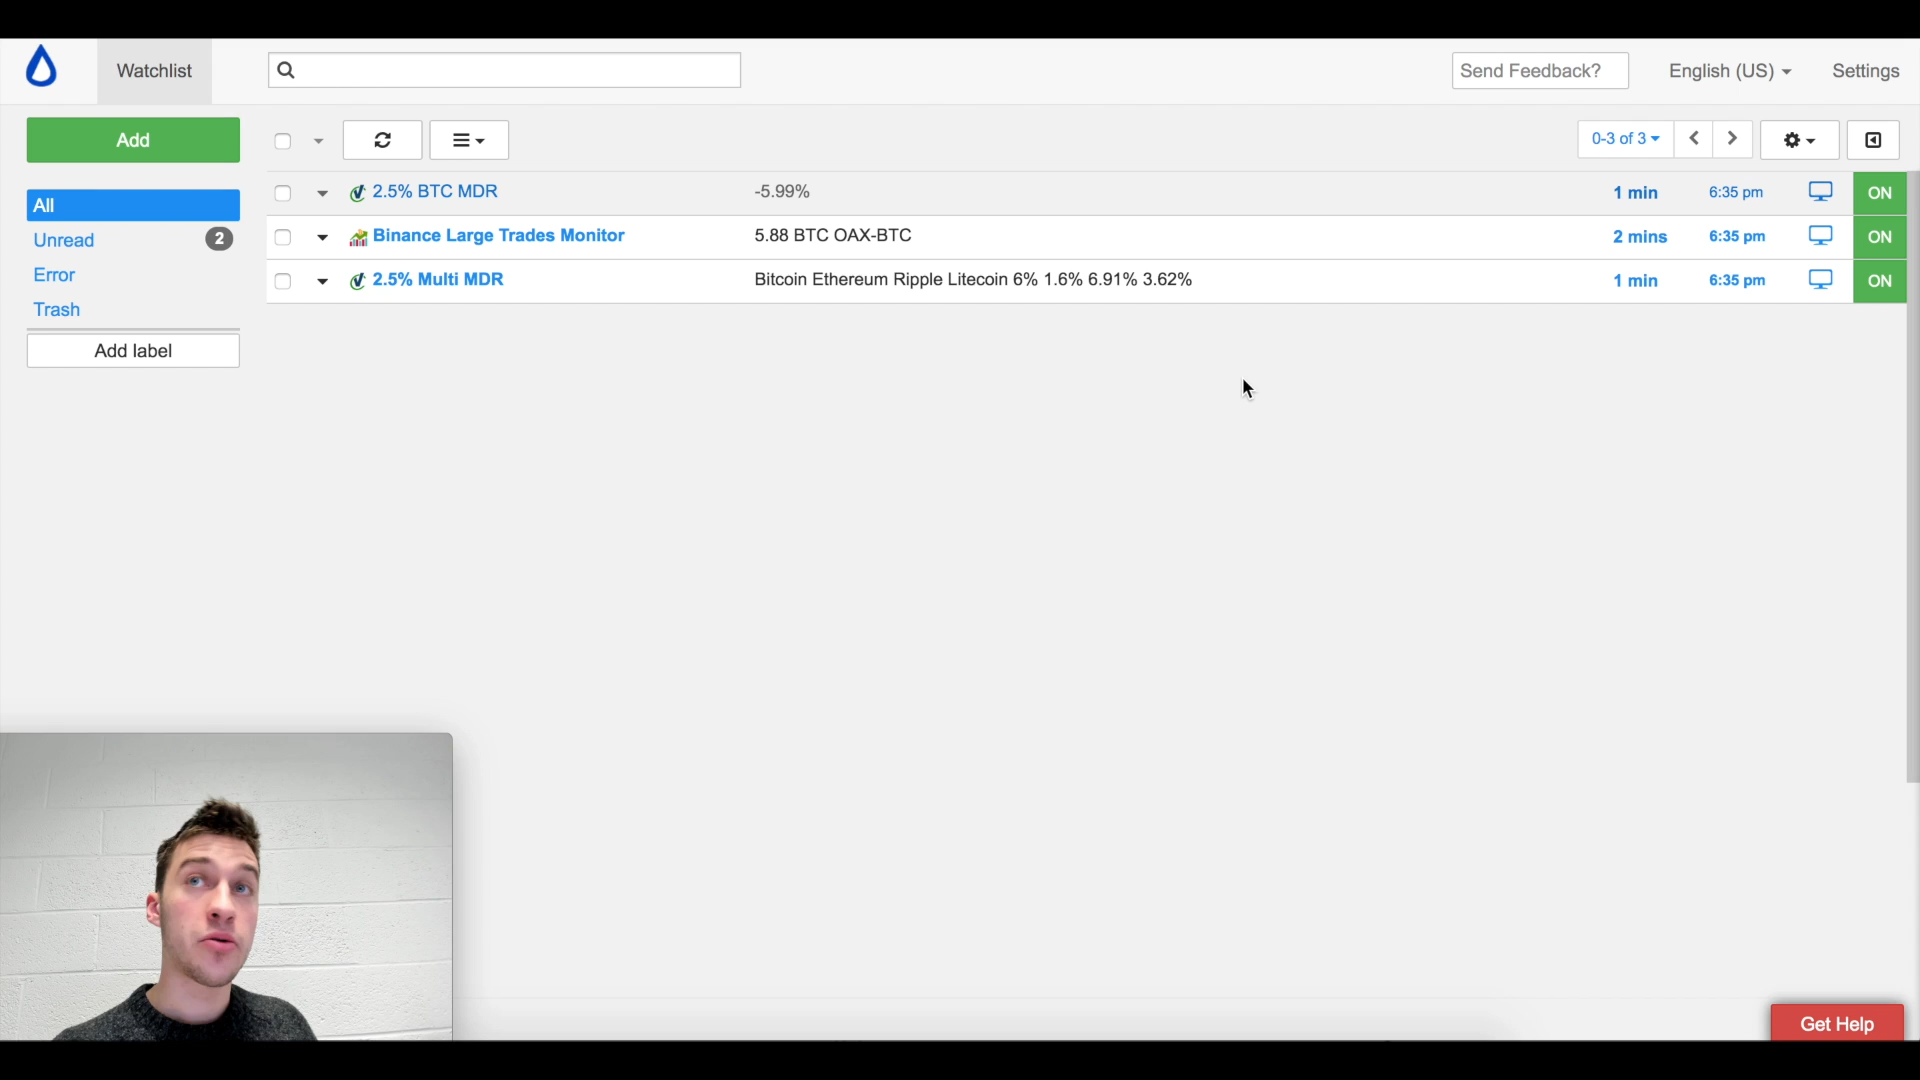 Watchlist
Send Feedback?
English (US)
Settings
Add
0-3 of 3
All
Unread 2
Error
Trash
Add label
2.5% BTC MDR -5.99% 1 min 6:35 pm ON
Binance Large Trades Monitor 5.88 BTC OAX-BTC 2 mins 6:35 pm ON
2.5% Multi MDR Bitcoin Ethereum Ripple Litecoin 6% 1.6% 6.91% 3.62% 1 min 6:35 pm ON
Get Help